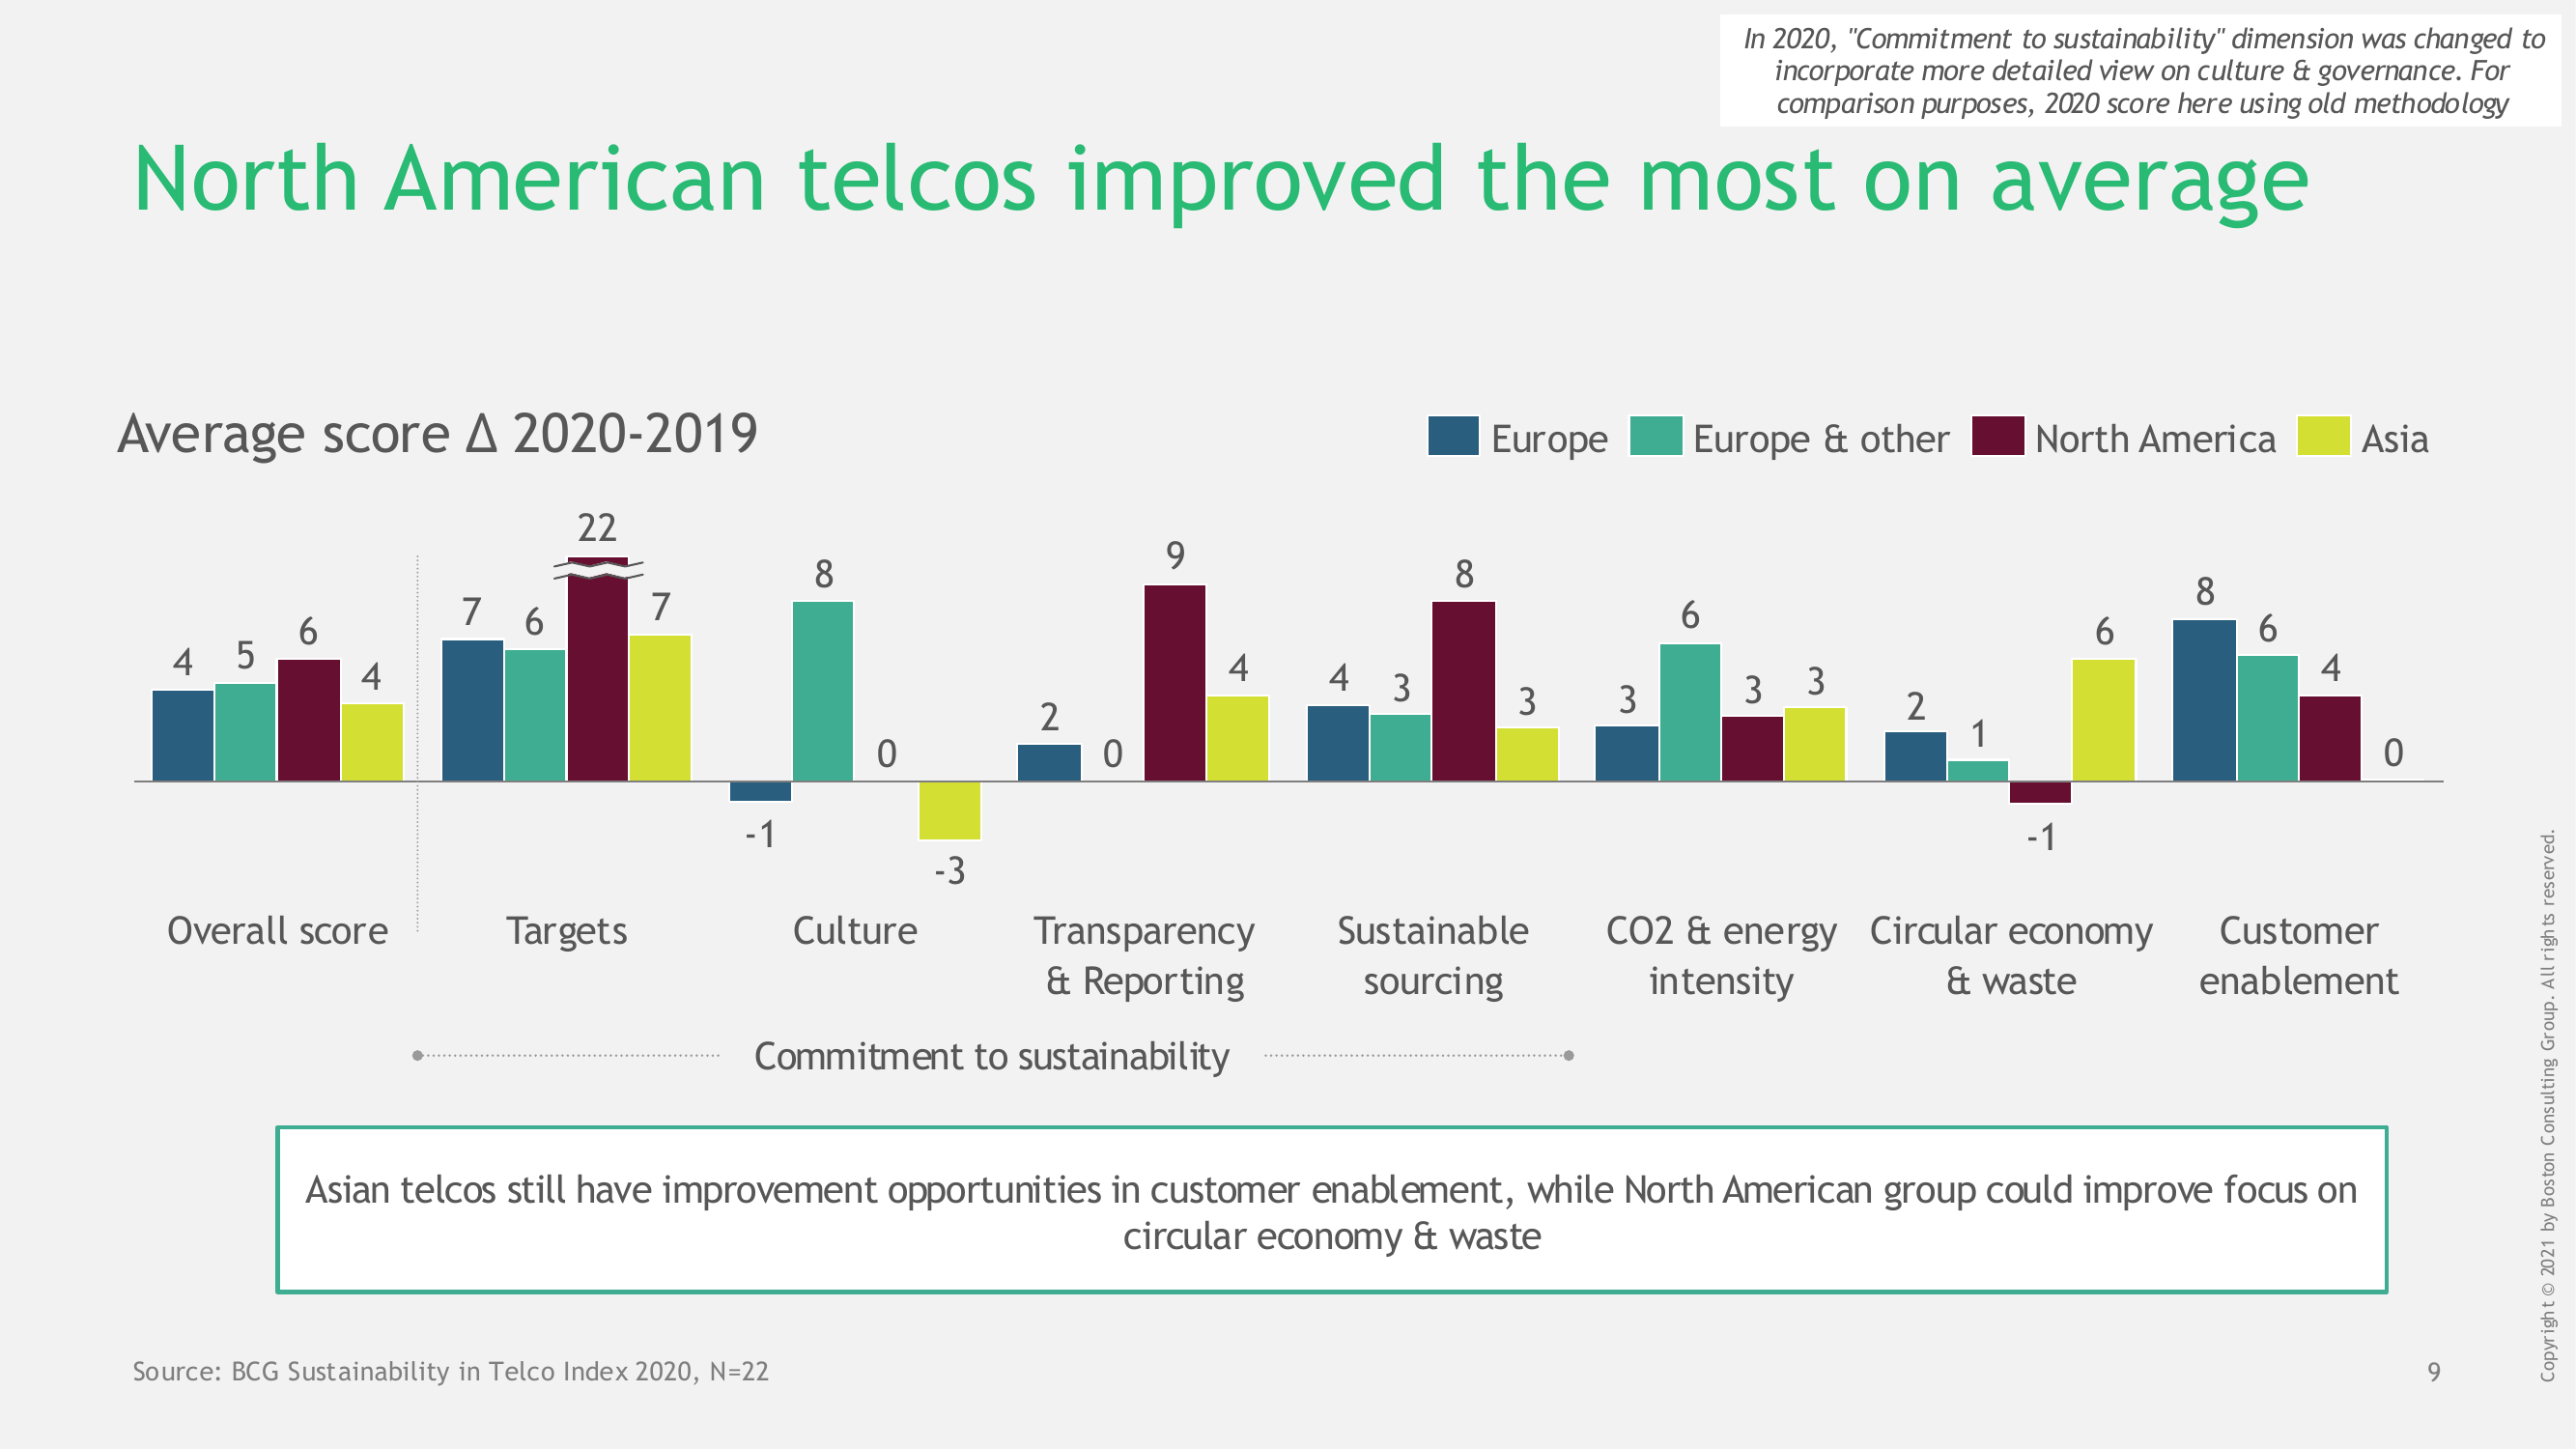 In 2020, "Commitment to sustainability" dimension was changed to
incorporate more detailed view on culture & governance. For
comparison purposes, 2020 score here using old methodology
North American telcos improved the most on average
Average score Δ 2020-2019
Europe
Europe & other
North America
Asia
4
5
6
4
7
6
22
7
-1
8
0
-3
2
0
9
4
4
3
8
3
3
6
3
3
2
1
-1
6
8
6
4
0
Overall score
Targets
Culture
Transparency
& Reporting
Sustainable
sourcing
CO2 & energy
intensity
Circular economy
& waste
Customer
enablement
Commitment to sustainability
Asian telcos still have improvement opportunities in customer enablement, while North American group could improve focus on
circular economy & waste
Source: BCG Sustainability in Telco Index 2020, N=22
9
Copyright © 2021 by Boston Consulting Group. All rights reserved.